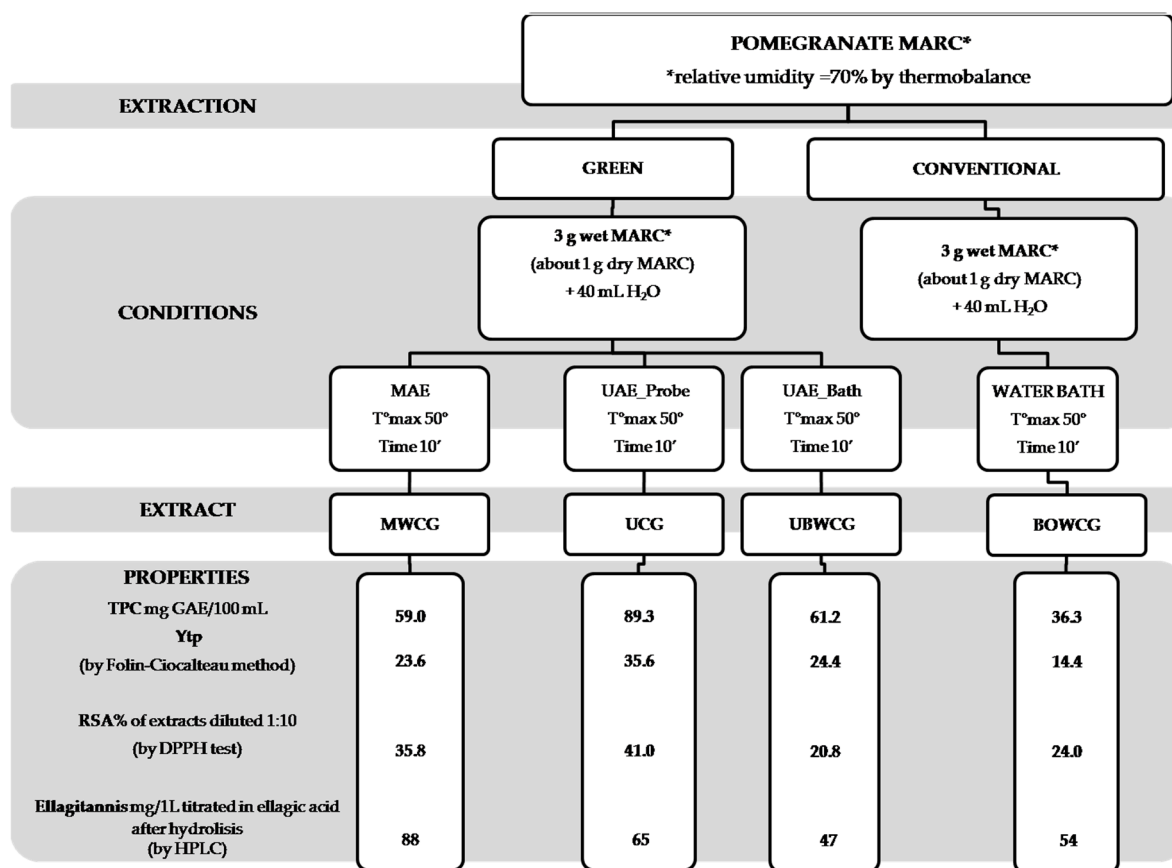 POMEGRANATE MARC*
*relative umidity =70% by thermobalance
EXTRACTION
GREEN
CONVENTIONAL
CONDITIONS
3 g wet MARC*
(about 1 g dry MARC)
+ 40 mL H₂O
3 g wet MARC*
(about 1 g dry MARC)
+ 40 mL H₂O
MAE
T°max 50°
Time 10′
UAE_Probe
T°max 50°
Time 10′
UAE_Bath
T°max 50°
Time 10′
WATER BATH
T°max 50°
Time 10′
EXTRACT
MWCG
UCG
UBWCG
BOWCG
PROPERTIES
TPC mg GAE/100 mL
59.0 89.3 61.2 36.3
Ytp
(by Folin-Ciocalteau method)
23.6 35.6 24.4 14.4
RSA% of extracts diluted 1:10
(by DPPH test)
35.8 41.0 20.8 24.0
Ellagitannis mg/1L titrated in ellagic acid
after hydrolisis
(by HPLC)
88 65 47 54